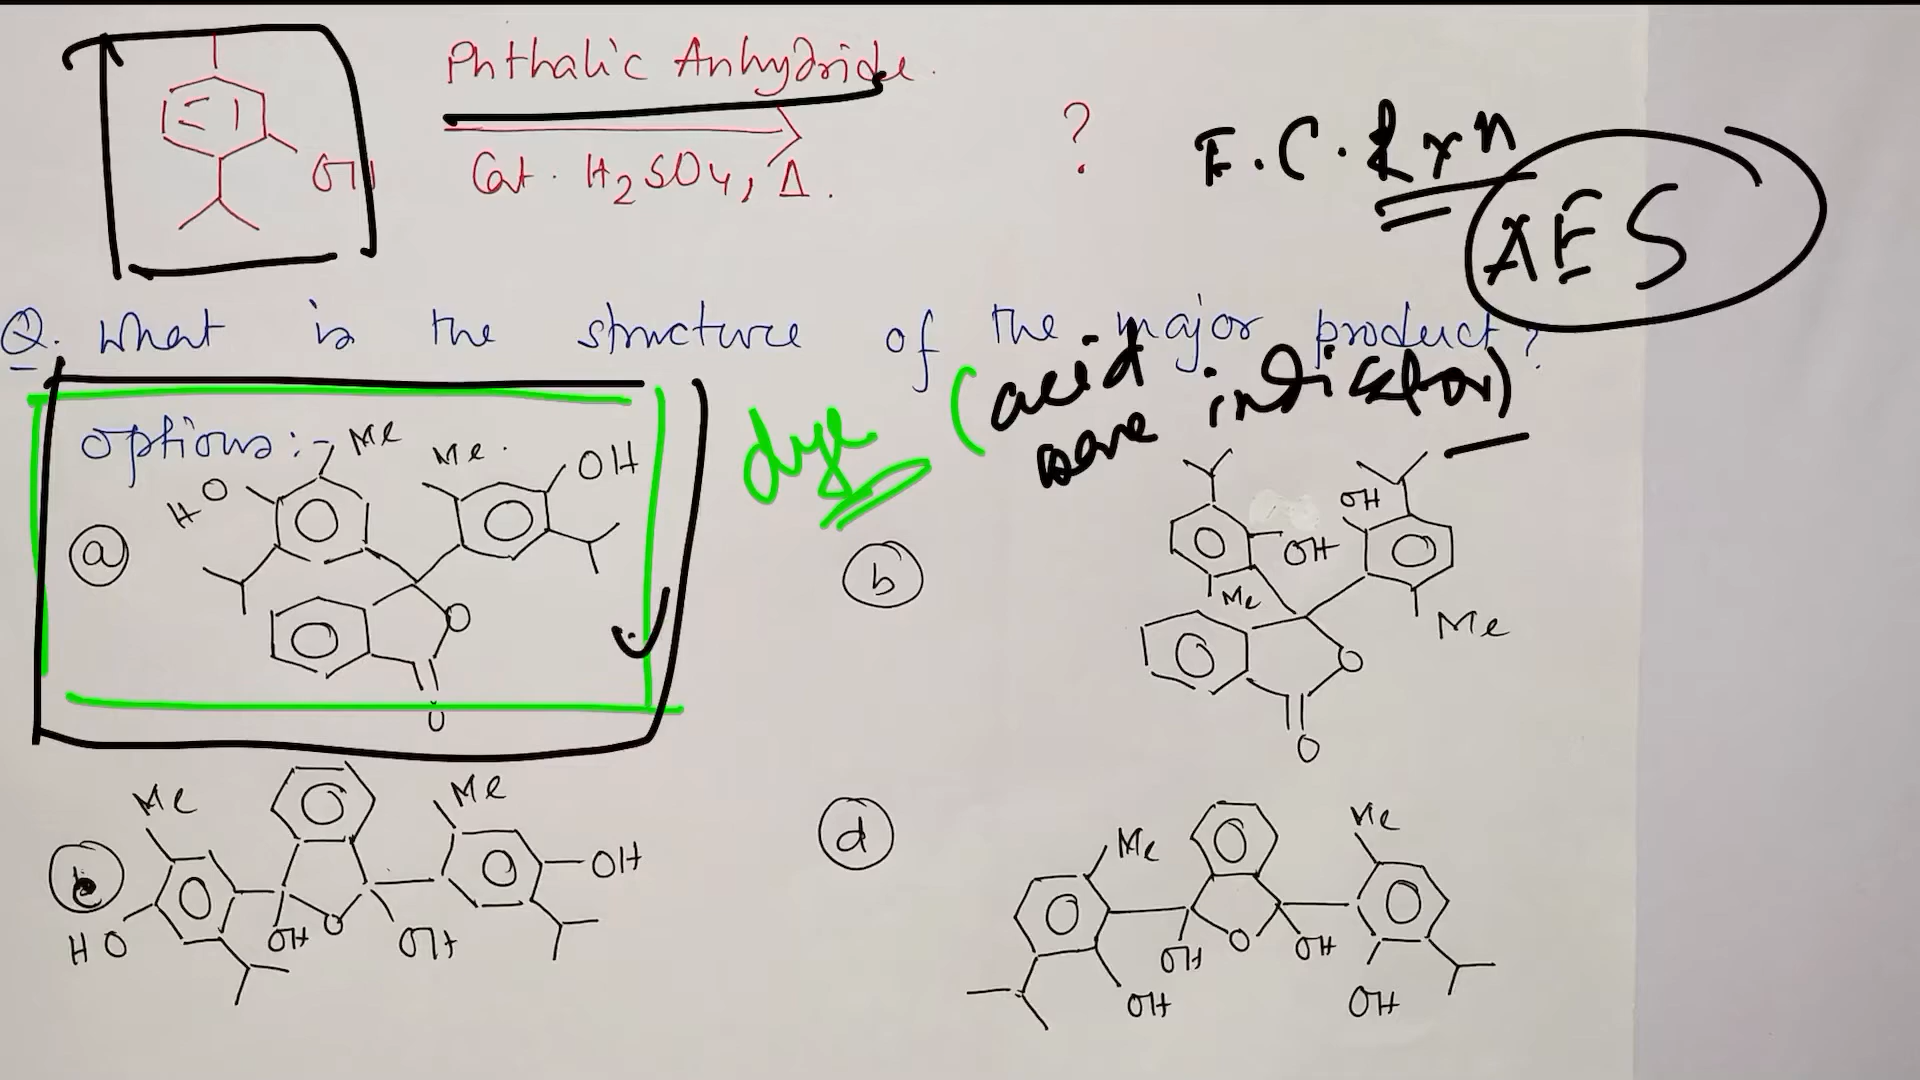 Phthalic Anhydride.
OH
Cat. H2SO4, Δ.
?
F.C. Rxn
AES
Q. What is the structure of the major product?
dye (acid
base indicator)
options:-
Me
Me.
HO
OH
a
O
O
b
OH
OH
Me
Me
O
O
c
Me
Me
HO
OH
O
OH
OH
d
Me
Me
OH
O
OH
OH
OH